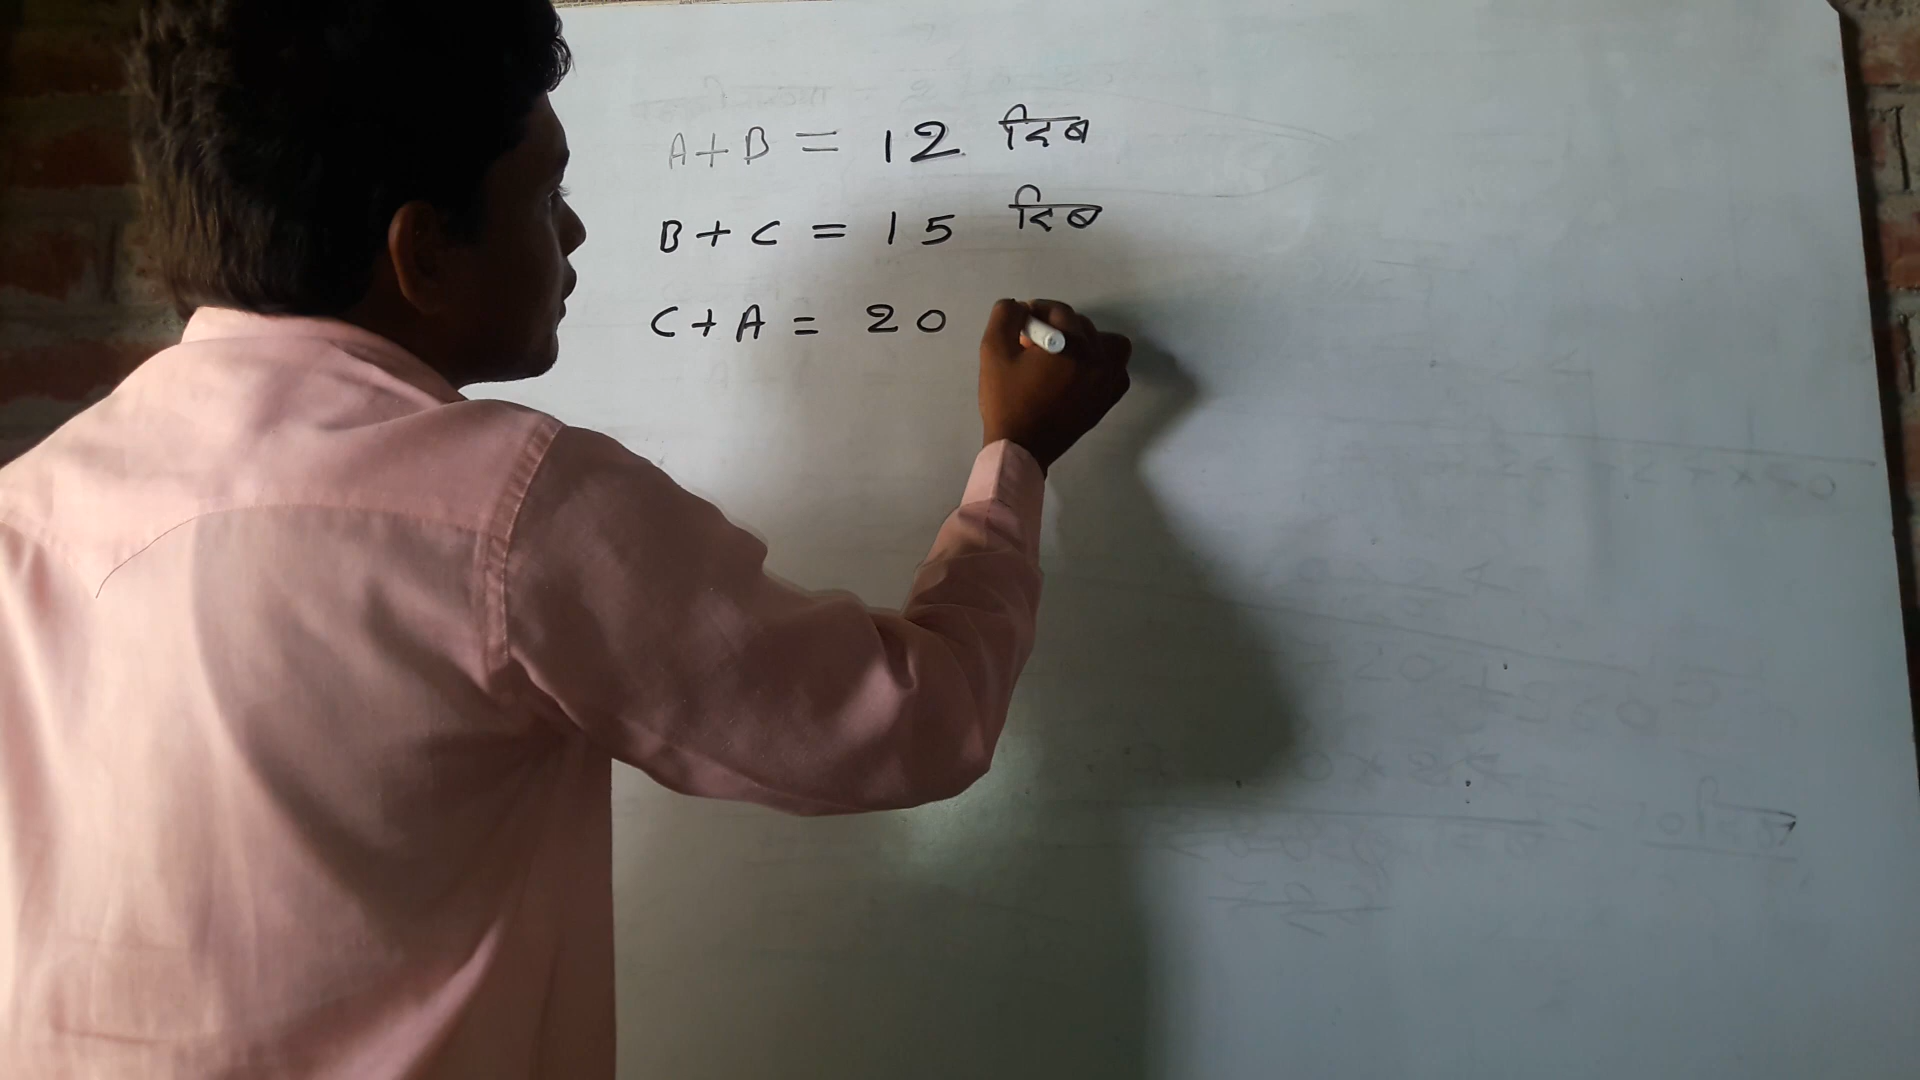 A+B = 12 दिन
B + C = 15 दिन
C + A = 20